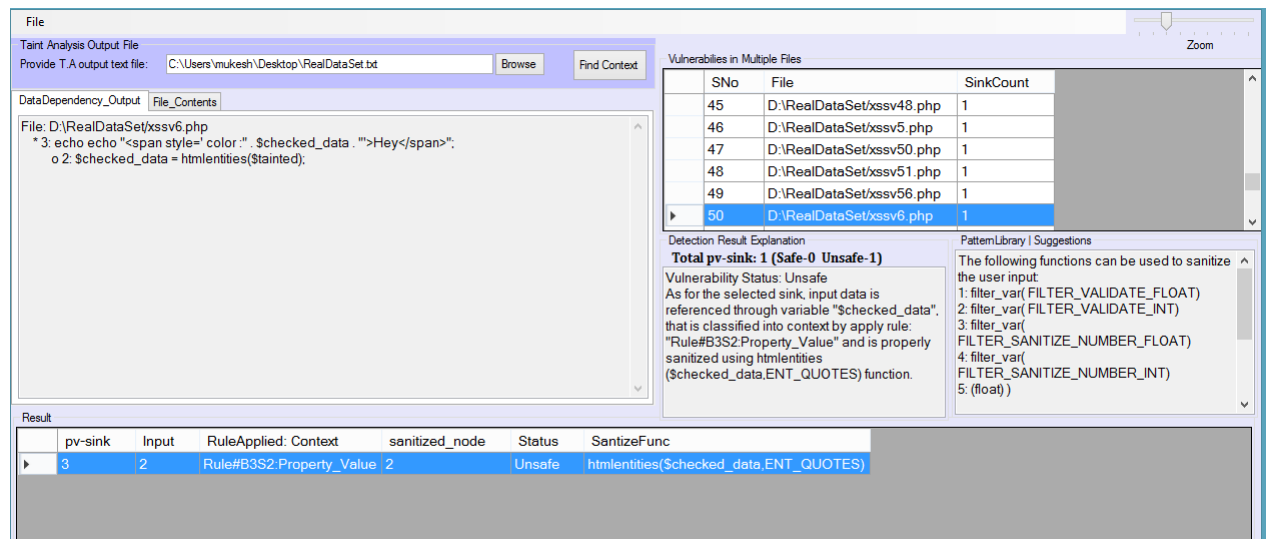 File
Zoom
Taint Analysis Output File
Provide T.A output text file: C:\Users\mukesh\Desktop\RealDataSet.txt Browse Find Context
DataDependency_Output File_Contents
File: D:\RealDataSet/xssv6.php
* 3: echo echo "<span style=' color :" . $checked_data . "'>Hey</span>";
o 2: $checked_data = htmlentities($tainted);
Vulnerabilies in Multiple Files
SNo File SinkCount
45 D:\RealDataSet/xssv48.php 1
46 D:\RealDataSet/xssv5.php 1
47 D:\RealDataSet/xssv50.php 1
48 D:\RealDataSet/xssv51.php 1
49 D:\RealDataSet/xssv56.php 1
50 D:\RealDataSet/xssv6.php 1
Detection Result Explanation
Total pv-sink: 1 (Safe-0 Unsafe-1)
Vulnerability Status: Unsafe
As for the selected sink, input data is
referenced through variable "$checked_data",
that is classified into context by apply rule:
"Rule#B3S2:Property_Value" and is properly
sanitized using htmlentities
($checked_data,ENT_QUOTES) function.
PatternLibrary | Suggestions
The following functions can be used to sanitize
the user input:
1: filter_var( FILTER_VALIDATE_FLOAT)
2: filter_var( FILTER_VALIDATE_INT)
3: filter_var(
FILTER_SANITIZE_NUMBER_FLOAT)
4: filter_var(
FILTER_SANITIZE_NUMBER_INT)
5: (float) )
Result
pv-sink Input RuleApplied: Context sanitized_node Status SantizeFunc
3 2 Rule#B3S2:Property_Value 2 Unsafe htmlentities($checked_data,ENT_QUOTES)